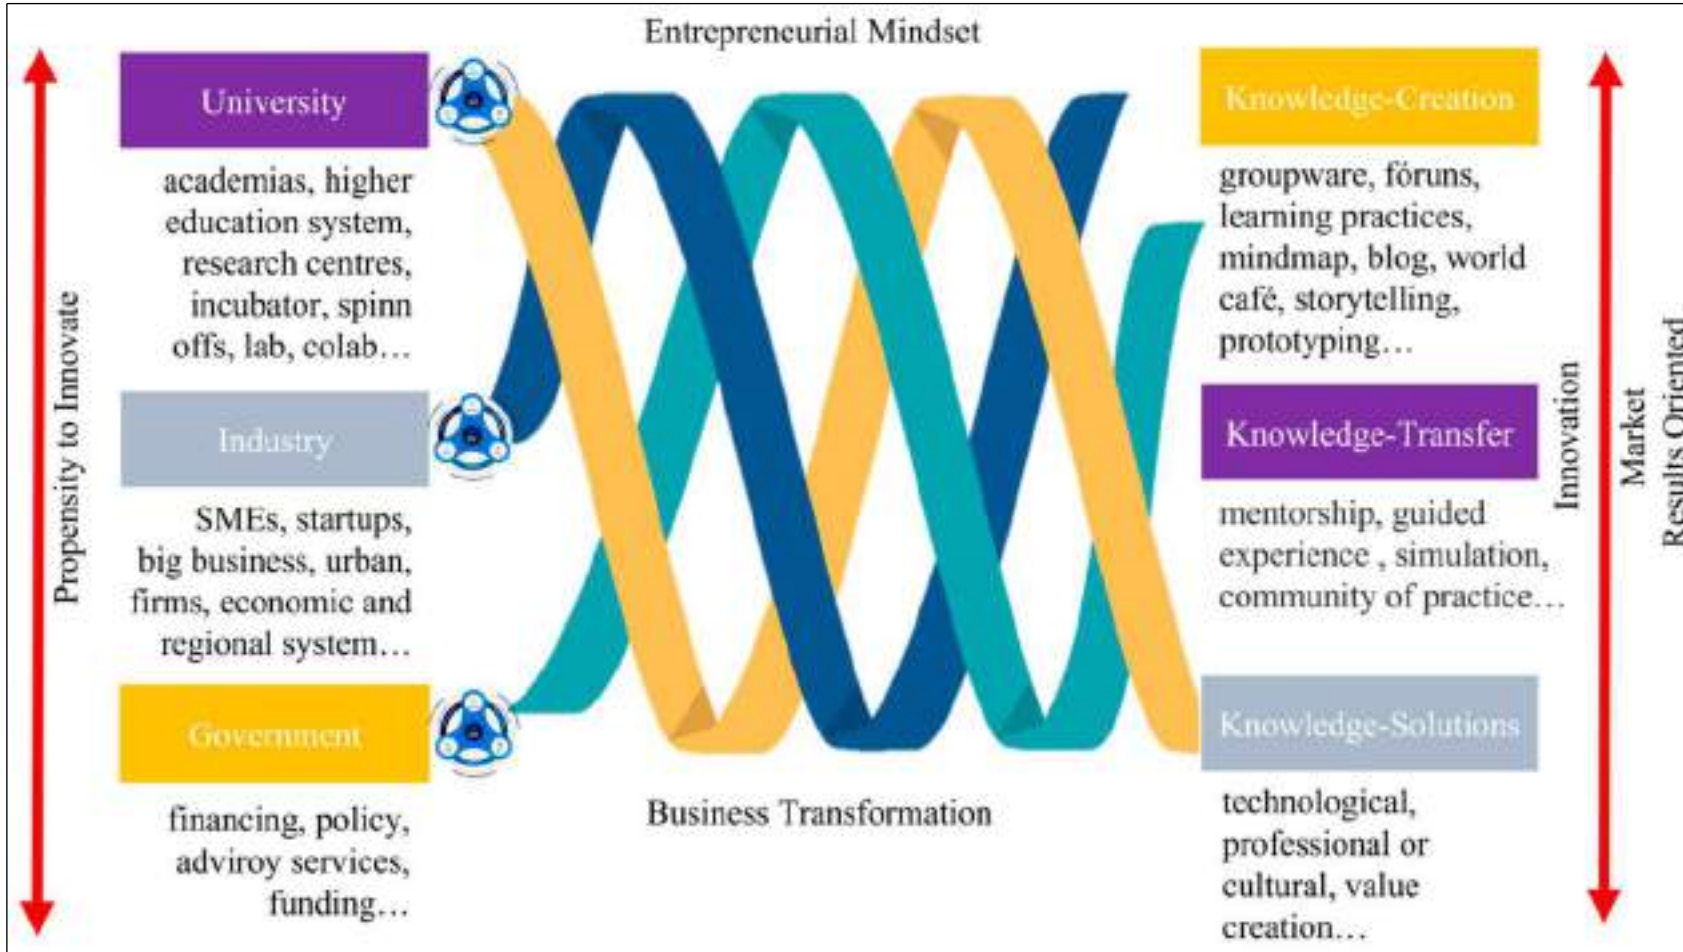 Entrepreneurial Mindset
University
academias, higher
education system,
research centres,
incubator, spinn
offs, lab, colab...
Industry
SMEs, startups,
big business, urban,
firms, economic and
regional system...
Government
financing, policy,
adviroy services,
funding...
Propensity to Innovate
Business Transformation
Knowledge-Creation
groupware, fóruns,
learning practices,
mindmap, blog, world
café, storytelling,
prototyping...
Knowledge-Transfer
mentorship, guided
experience , simulation,
community of practice...
Knowledge-Solutions
technological,
professional or
cultural, value
creation...
Innovation
Market
Results Oriented